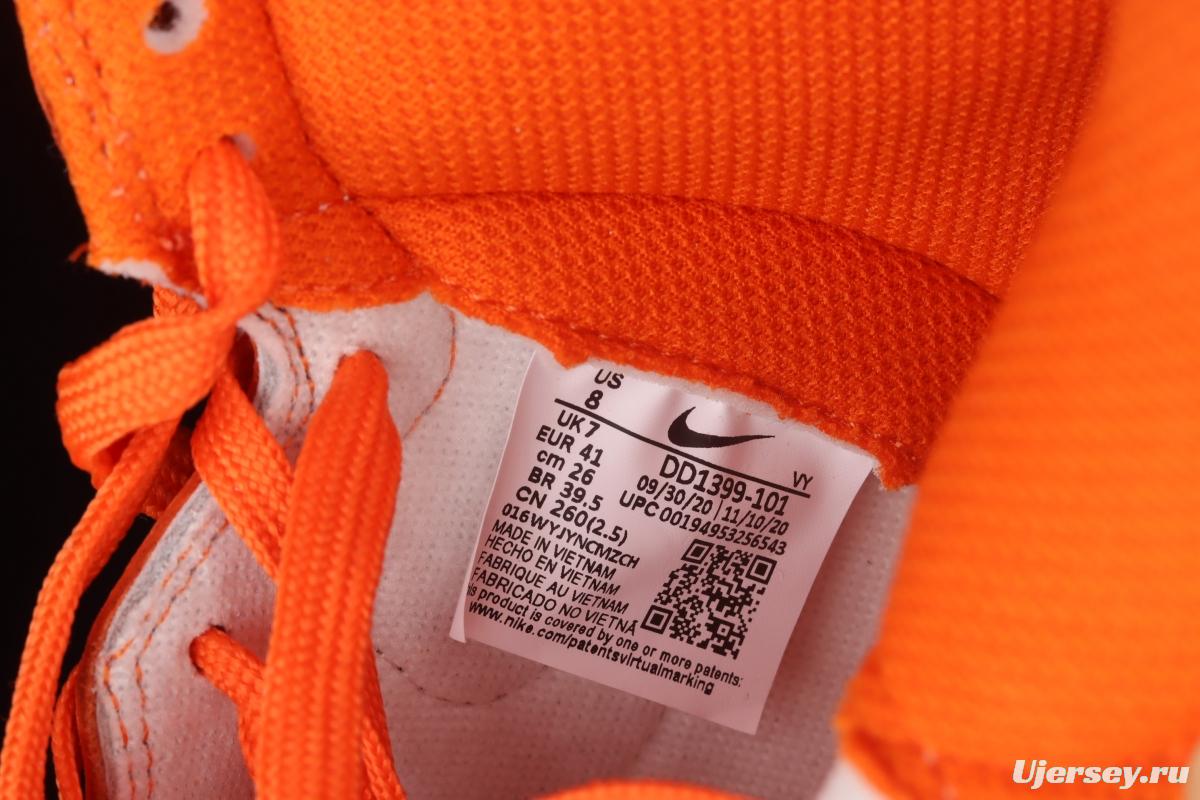 US
8
UK 7
EUR 41
cm 26
BR 39.5
CN 260(2.5)
VY
DD1399-101
09/30/20 | 11/10/20
UPC 00194953256543
016WYJYNCMZCH
MADE IN VIETNAM
HECHO EN VIETNAM
FABRIQUE AU VIETNAM
FABRICADO NO VIETNÃ
his product is covered by one or more patents:
www.nike.com/patentsvirtualmarking
Ujersey.ru